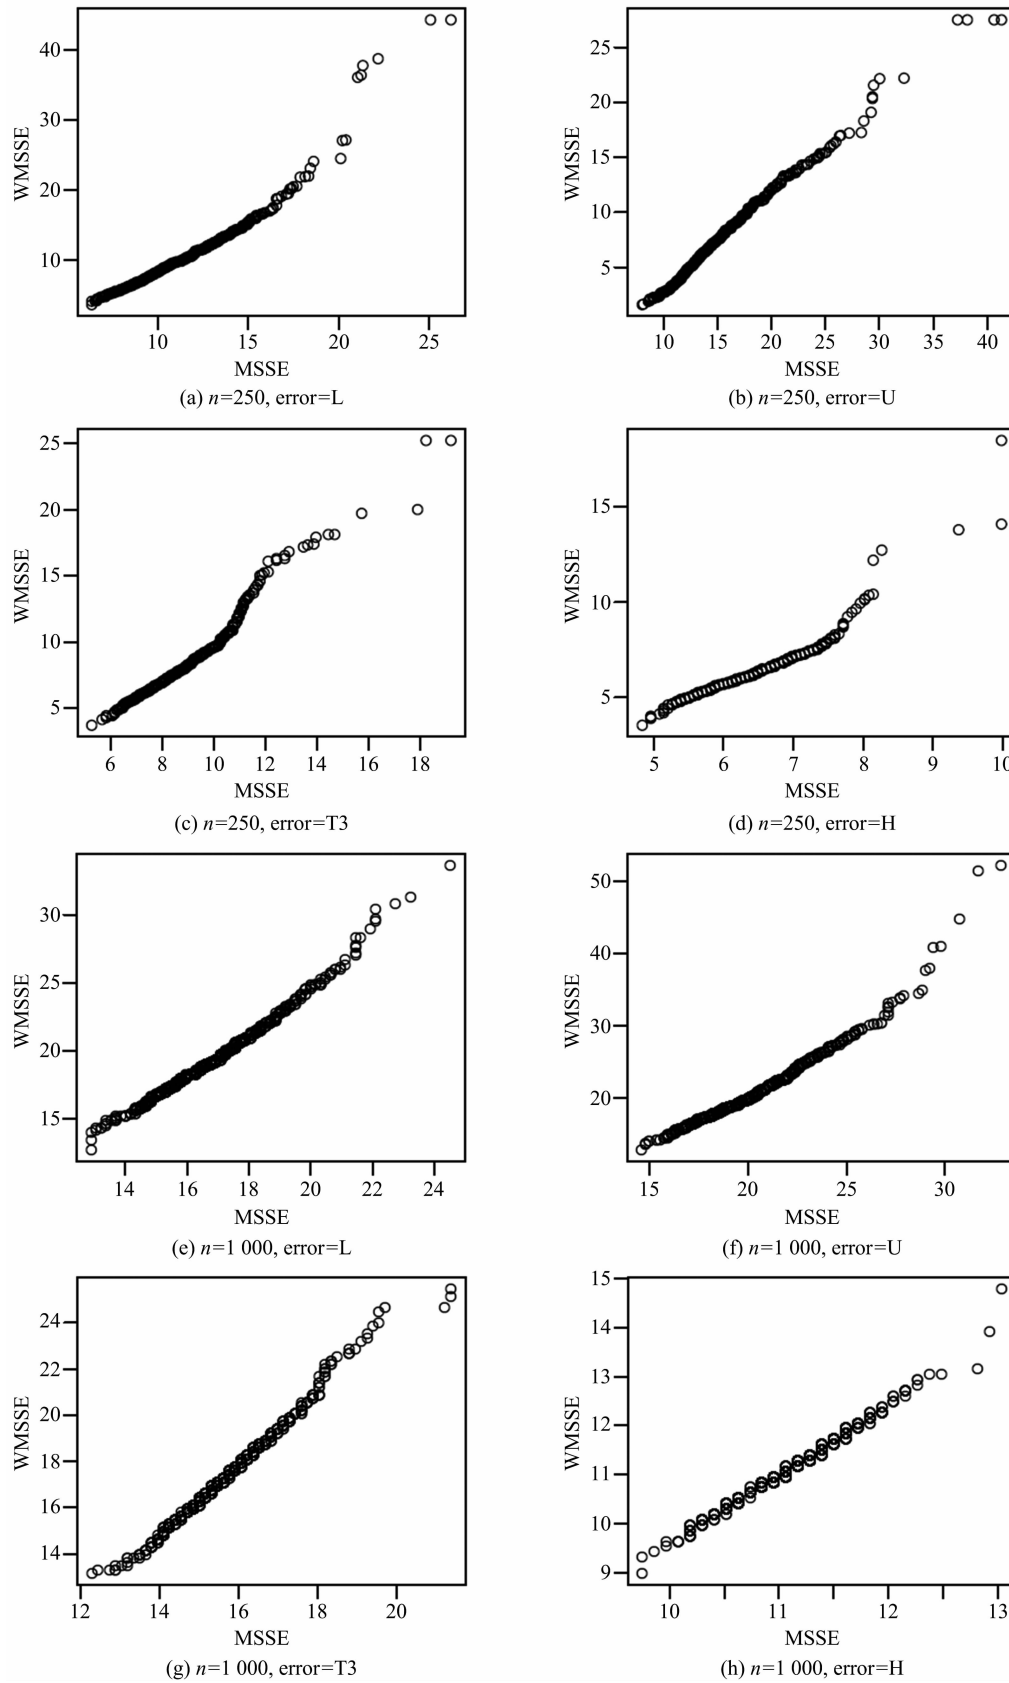 40
30
20
10
WMSSE
10 15 20 25
MSSE
(a) n=250, error=L
25
20
15
10
5
WMSSE
10 15 20 25 30 35 40
MSSE
(b) n=250, error=U
25
20
15
10
5
WMSSE
6 8 10 12 14 16 18
MSSE
(c) n=250, error=T3
15
10
5
WMSSE
5 6 7 8 9 10
MSSE
(d) n=250, error=H
30
25
20
15
WMSSE
14 16 18 20 22 24
MSSE
(e) n=1 000, error=L
50
40
30
20
WMSSE
15 20 25 30
MSSE
(f) n=1 000, error=U
24
22
20
18
16
14
WMSSE
12 14 16 18 20
MSSE
(g) n=1 000, error=T3
15
14
13
12
11
10
9
WMSSE
10 11 12 13
MSSE
(h) n=1 000, error=H